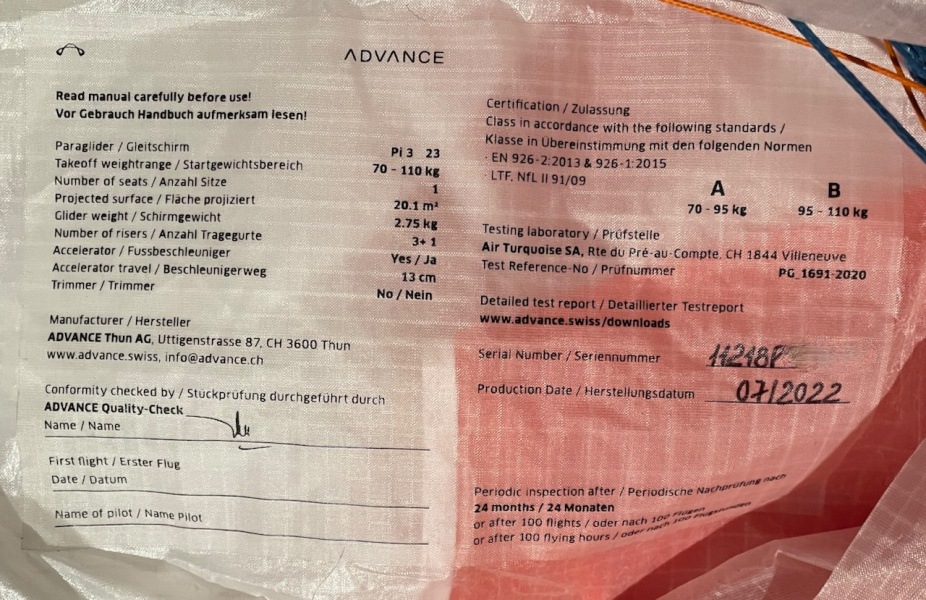 ADVANCE
Read manual carefully before use!
Vor Gebrauch Handbuch aufmerksam lesen!
Paraglider / Gleitschirm Pi 3 23
Takeoff weightrange / Startgewichtsbereich 70 - 110 kg
Number of seats / Anzahl Sitze 1
Projected surface / Fläche projiziert 20.1 m²
Glider weight / Schirmgewicht 2.75 kg
Number of risers / Anzahl Tragegurte 3+ 1
Accelerator / Fussbeschleuniger Yes / Ja
Accelerator travel / Beschleunigerweg 13 cm
Trimmer / Trimmer No / Nein
Manufacturer / Hersteller
ADVANCE Thun AG, Uttigenstrasse 87, CH 3600 Thun
www.advance.swiss, info@advance.ch
Conformity checked by / Stückprüfung durchgeführt durch
ADVANCE Quality-Check
Name / Name
First flight / Erster Flug
Date / Datum
Name of pilot / Name Pilot
Certification / Zulassung
Class in accordance with the following standards /
Klasse in Übereinstimmung mit den folgenden Normen
· EN 926-2:2013 & 926-1:2015
· LTF, NfL II 91/09
A B
70 - 95 kg 95 - 110 kg
Testing laboratory / Prüfstelle
Air Turquoise SA, Rte du Pré-au-Compte, CH 1844 Villeneuve
Test Reference-No / Prüfnummer PG_1691-2020
Detailed test report / Detaillierter Testreport
www.advance.swiss/downloads
Serial Number / Seriennummer
Production Date / Herstellungsdatum 07/2022
Periodic inspection after / Periodische Nachprüfung nach
24 months / 24 Monaten
or after 100 flights / oder nach 100 Flügen
or after 100 flying hours / oder nach 100 Flugstunden